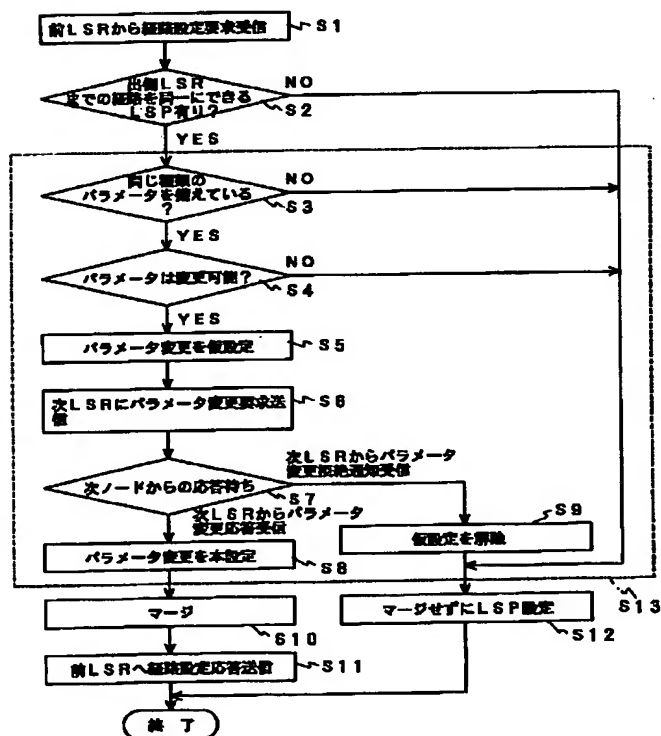 前LSRから経路設定要求受信
S1
出側LSR
までの経路を同一にできる
LSP有り?
NO
S2
YES
同じ種類の
パラメータを備えている
?
NO
S3
YES
パラメータは変更可能?
NO
S4
YES
パラメータ変更を仮設定
S5
次LSRにパラメータ変更要求送
信
S6
次ノードからの応答待ち
S7
次LSRからパラメータ
変更拒絶通知受信
次LSRからパラメータ
変更応答受信
パラメータ変更を本設定
S8
仮設定を解除
S9
S13
マージ
S10
マージせずにLSP設定
S12
前LSRへ経路設定応答送信
S11
終 了